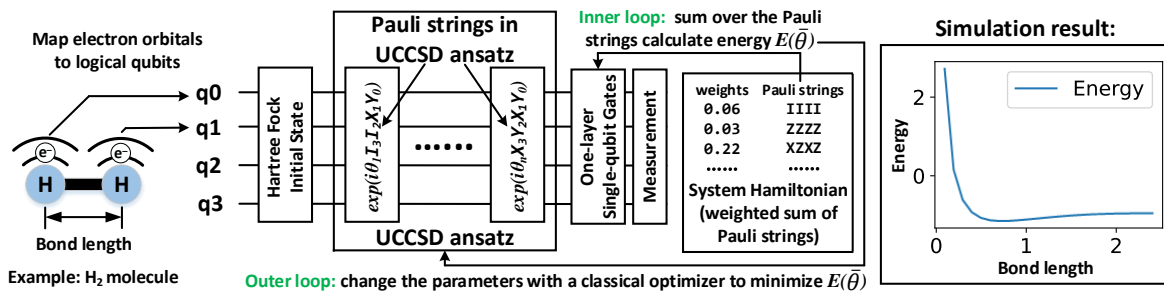 Map electron orbitals
to logical qubits
e⁻
e⁻
H
H
Bond length
Example: H₂ molecule
q0
q1
q2
q3
Hartree Fock
Initial State
Pauli strings in
UCCSD ansatz
exp(iθ₁I₃I₂X₁Y₀)
......
exp(iθₙX₃Y₂X₁Y₀)
UCCSD ansatz
One-layer
Single-qubit Gates
Measurement
Inner loop: sum over the Pauli
strings calculate energy E(θ̄)
weights Pauli strings
0.06 IIII
0.03 ZZZZ
0.22 XZXZ
...... ......
System Hamiltonian
(weighted sum of
Pauli strings)
Outer loop: change the parameters with a classical optimizer to minimize E(θ̄)
Simulation result:
Energy
Energy
2
0
0
1
2
Bond length